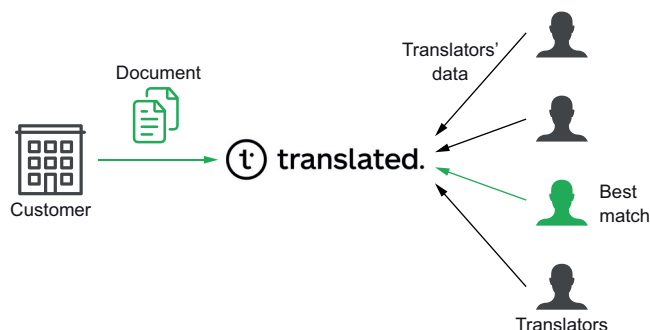 Document
Customer
translated.
Translators'
data
Best
match
Translators